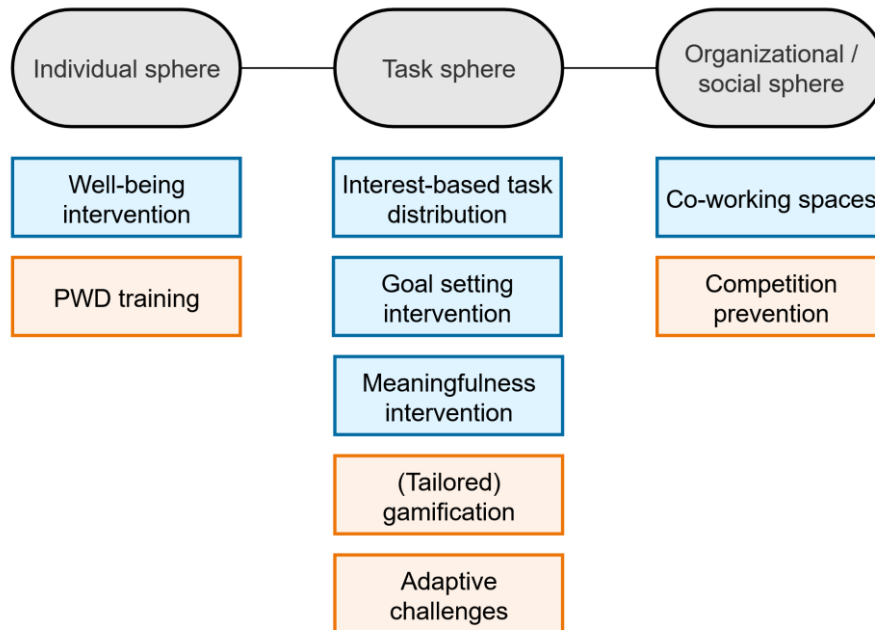 Individual sphere
Task sphere
Organizational /
social sphere
Well-being
intervention
Interest-based task
distribution
Co-working spaces
PWD training
Goal setting
intervention
Competition
prevention
Meaningfulness
intervention
(Tailored)
gamification
Adaptive
challenges